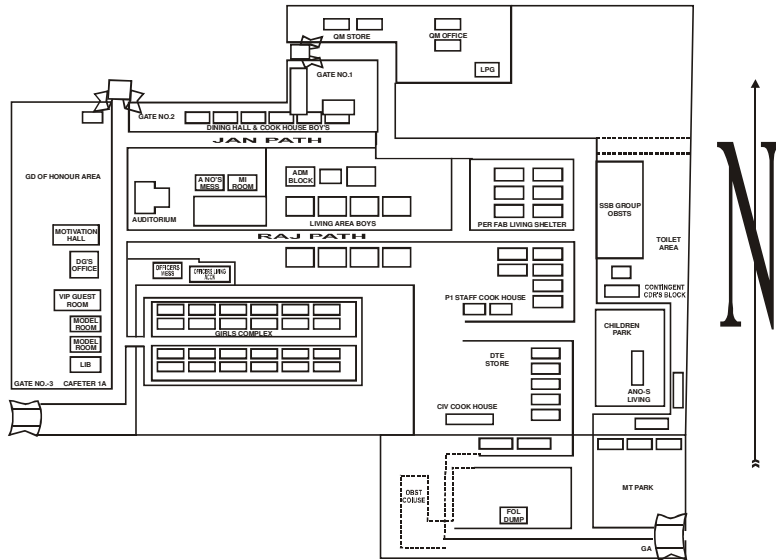 QM STORE
QM OFFICE
LPG
GATE NO.1
GATE NO.2
DINING HALL & COOK HOUSE BOY'S
JAN PATH
GD OF HONOUR AREA
AUDITORIUM
A NO'S
MESS
MI
ROOM
ADM
BLOCK
LIVING AREA BOYS
PER FAB LIVING SHELTER
SSB GROUP
OBSTS
TOILET
AREA
RAJ PATH
MOTIVATION
HALL
DG'S
OFFICE
VIP GUEST
ROOM
MODEL
ROOM
MODEL
ROOM
LIB
GATE NO.-3
CAFETER 1A
OFFICERS
MESS
OFFICERS LIVING
GIRLS COMPLEX
P1 STAFF COOK HOUSE
CONTINGENT
CDR'S BLOCK
CHILDREN
PARK
ANO-S
LIVING
DTE
STORE
CIV COOK HOUSE
OBST
FOL
DUMP
MT PARK
GA
N